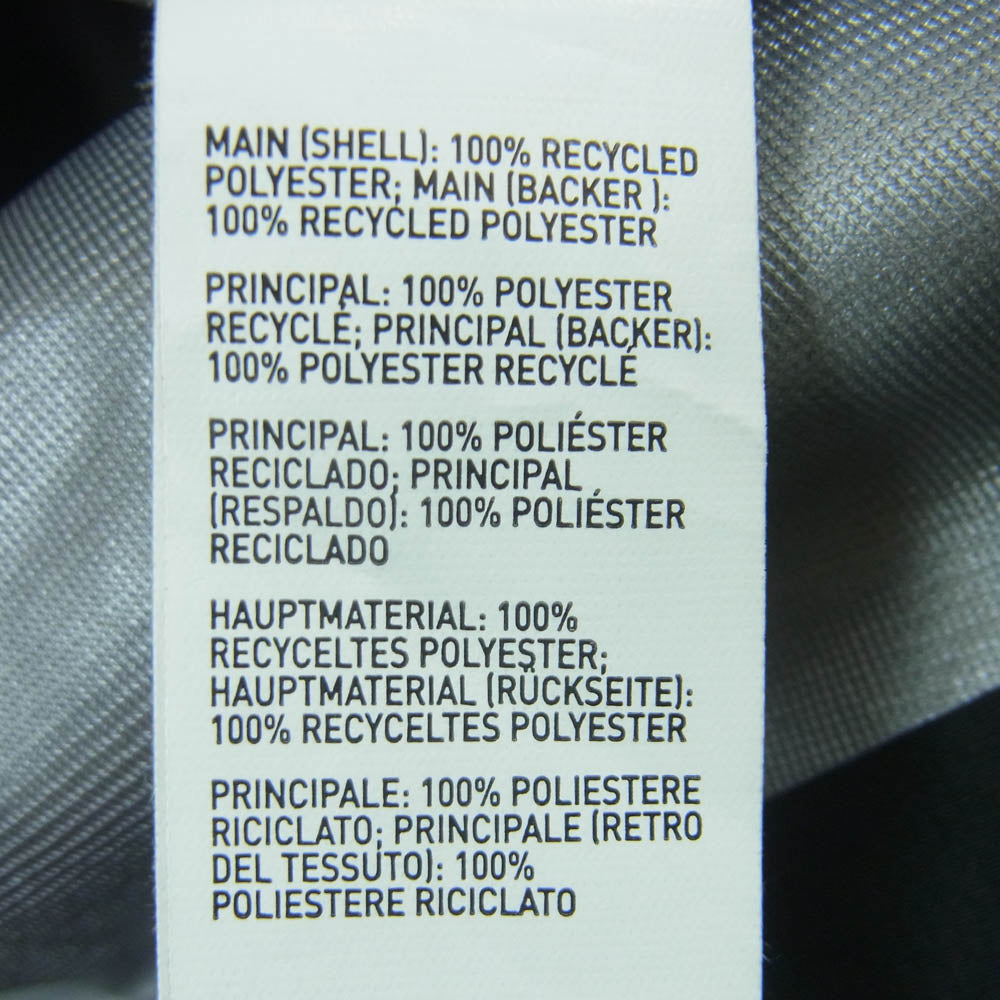 MAIN (SHELL): 100% RECYCLED
POLYESTER; MAIN (BACKER ):
100% RECYCLED POLYESTER
PRINCIPAL: 100% POLYESTER
RECYCLÉ; PRINCIPAL (BACKER):
100% POLYESTER RECYCLÉ
PRINCIPAL: 100% POLIÉSTER
RECICLADO; PRINCIPAL
(RESPALDO): 100% POLIÉSTER
RECICLADO
HAUPTMATERIAL: 100%
RECYCELTES POLYESTER;
HAUPTMATERIAL (RÜCKSEITE):
100% RECYCELTES POLYESTER
PRINCIPALE: 100% POLIESTERE
RICICLATO; PRINCIPALE (RETRO
DEL TESSUTO): 100%
POLIESTERE RICICLATO